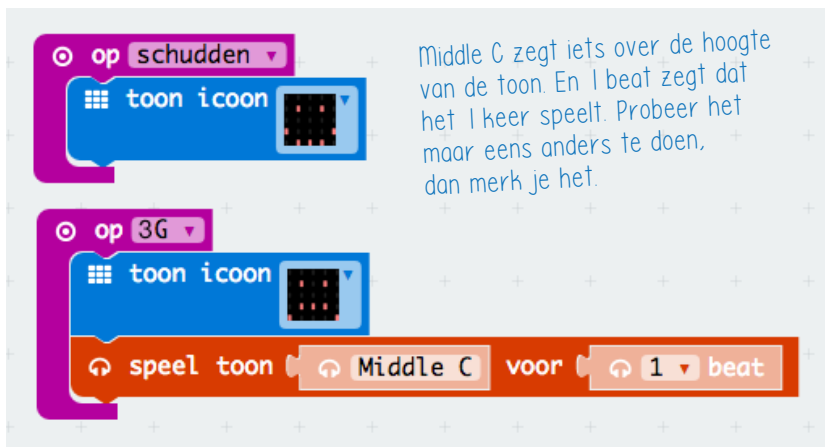 op schudden
toon icoon
Middle C zegt iets over de hoogte
van de toon. En 1 beat zegt dat
het 1 keer speelt. Probeer het
maar eens anders te doen,
dan merk je het.
op 3G
toon icoon
speel toon Middle C voor 1 beat